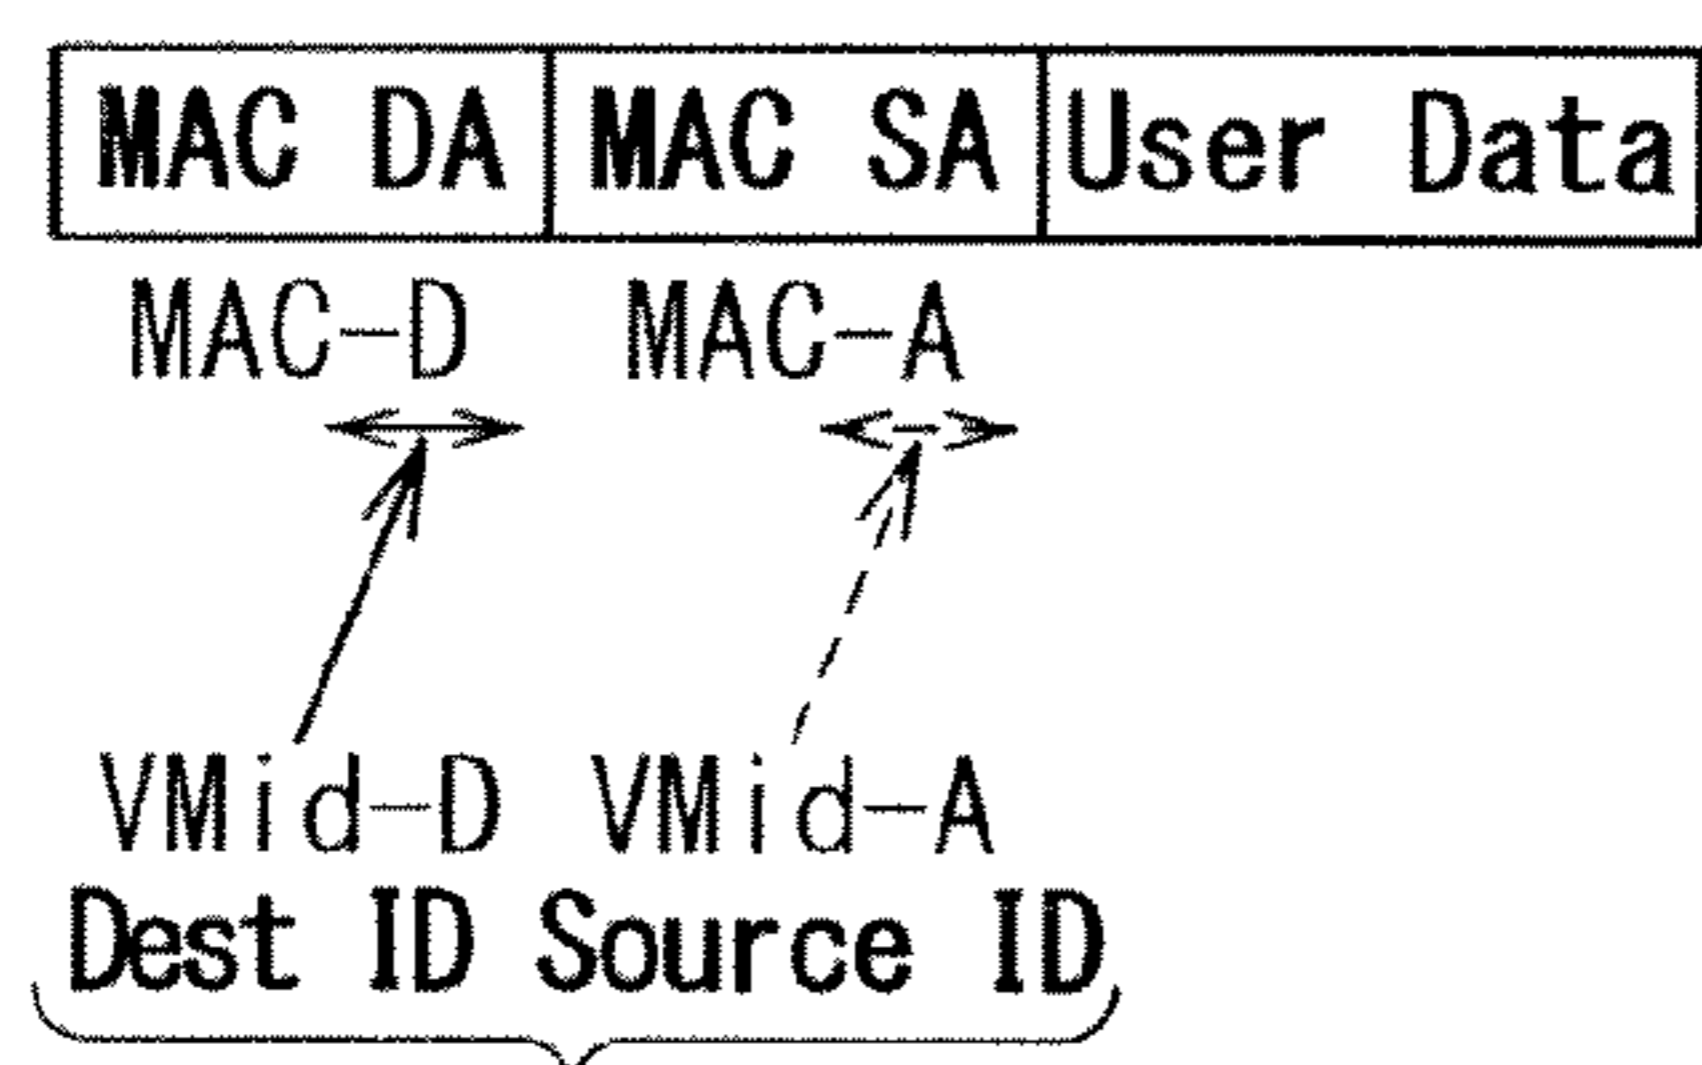 MAC DA MAC SA User Data
MAC-D MAC-A
VMid-D VMid-A
Dest ID Source ID